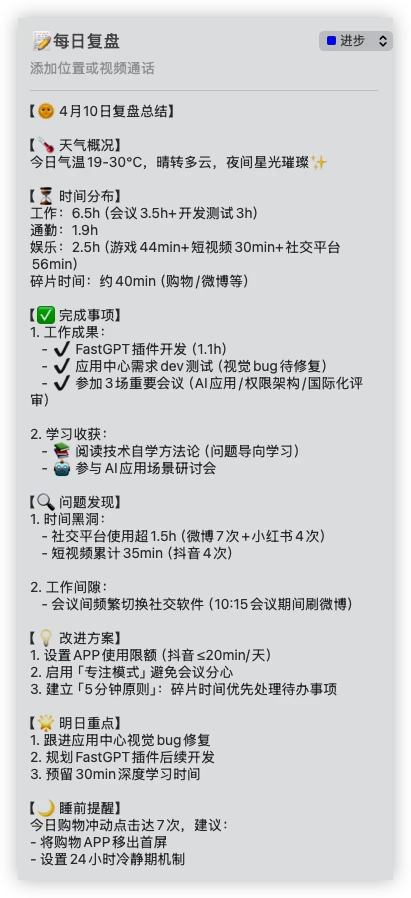 📝每日复盘
进步
添加位置或视频通话
【🌞 4月10日复盘总结】
【🌡️ 天气概况】
今日气温19-30°C，晴转多云，夜间星光璀璨✨
【⏳ 时间分布】
工作：6.5h（会议3.5h+开发测试3h）
通勤：1.9h
娱乐：2.5h（游戏44min+短视频30min+社交平台
56min）
碎片时间：约40min（购物/微博等）
【✅ 完成事项】
1. 工作成果：
- ✔️ FastGPT插件开发（1.1h）
- ✔️ 应用中心需求dev测试（视觉bug待修复）
- ✔️ 参加3场重要会议（AI应用/权限架构/国际化评
审）
2. 学习收获：
- 📚 阅读技术自学方法论（问题导向学习）
- 🤖 参与AI应用场景研讨会
【🔍 问题发现】
1. 时间黑洞：
- 社交平台使用超1.5h（微博7次+小红书4次）
- 短视频累计35min（抖音4次）
2. 工作间隙：
- 会议间频繁切换社交软件（10:15会议期间刷微博）
【💡 改进方案】
1. 设置APP使用限额（抖音≤20min/天）
2. 启用「专注模式」避免会议分心
3. 建立「5分钟原则」：碎片时间优先处理待办事项
【🌟 明日重点】
1. 跟进应用中心视觉bug修复
2. 规划FastGPT插件后续开发
3. 预留30min深度学习时间
【🌙 睡前提醒】
今日购物冲动点击达7次，建议：
- 将购物APP移出首屏
- 设置24小时冷静期机制